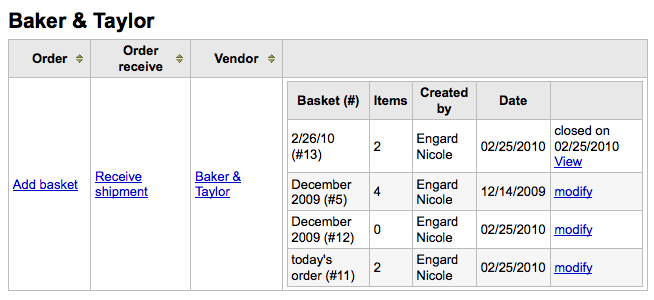 Baker & Taylor
Order
Order
receive
Vendor
Add basket
Receive
shipment
Baker &
Taylor
Basket (#)
Items
Created
by
Date
2/26/10
(#13)
2
Engard
Nicole
02/25/2010
closed on
02/25/2010
View
December
2009 (#5)
4
Engard
Nicole
12/14/2009
modify
December
2009 (#12)
0
Engard
Nicole
02/25/2010
modify
today's
order (#11)
2
Engard
Nicole
02/25/2010
modify